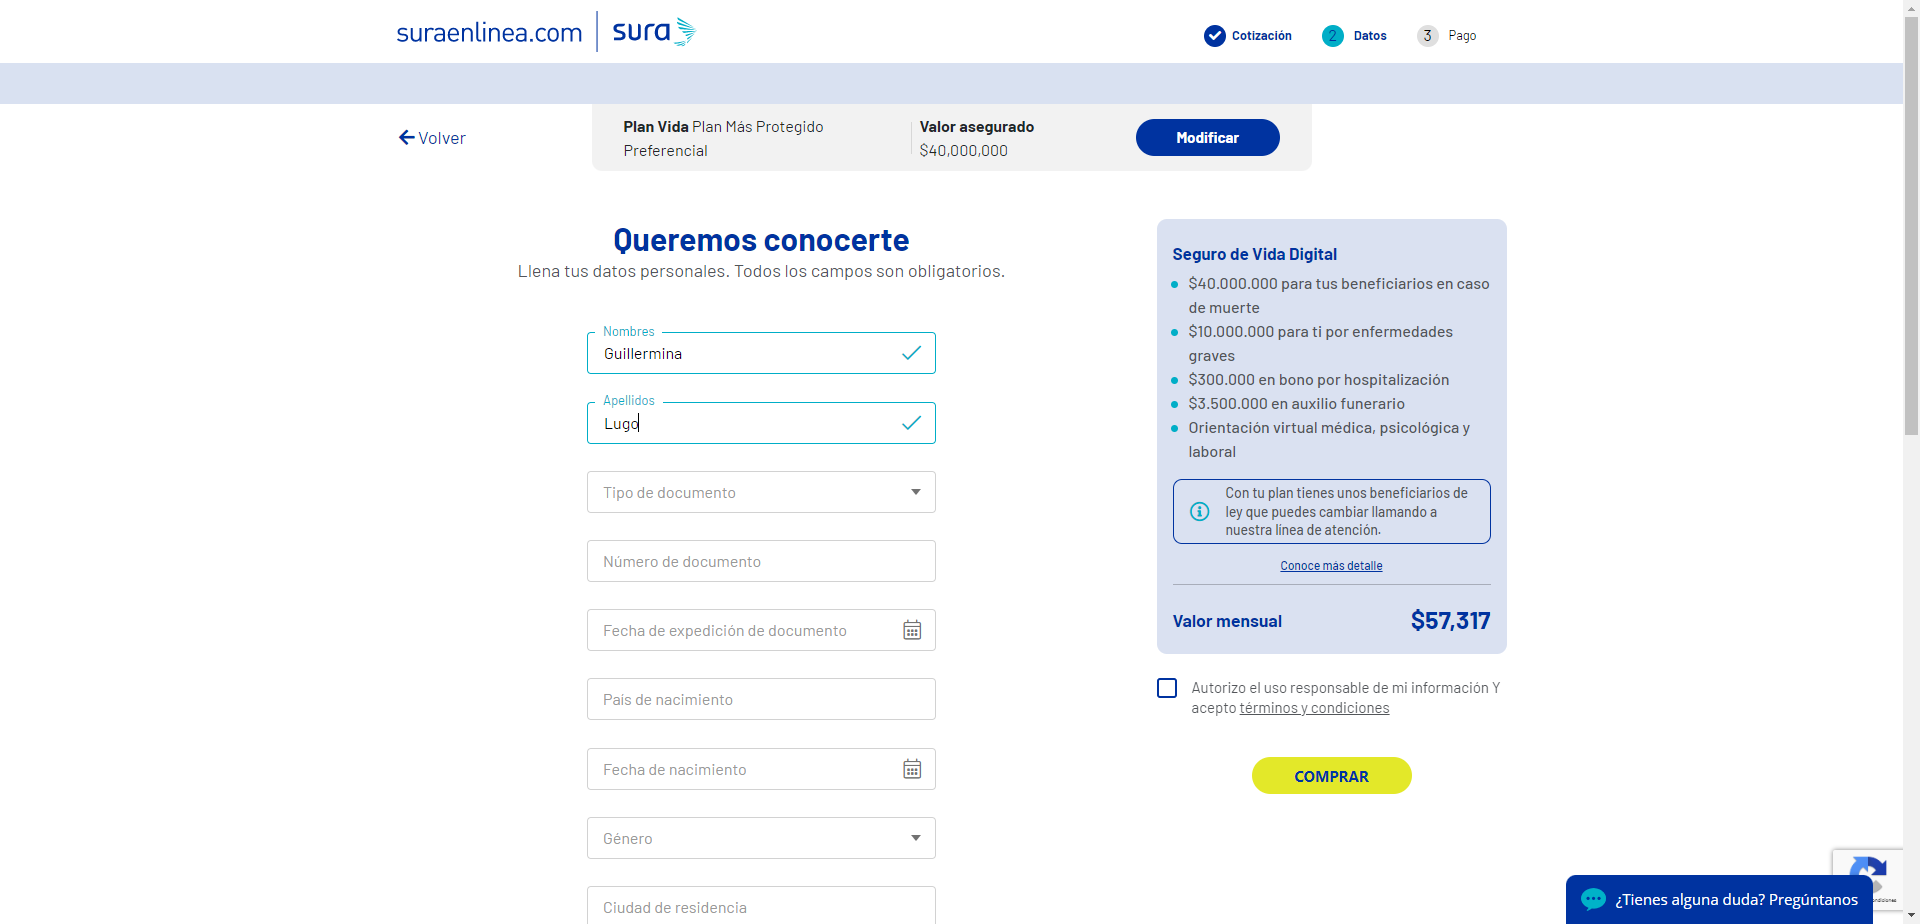 suraenlinea.com
sura
Cotización
2 Datos
3 Pago
Volver
Plan Vida Plan Más Protegido
Preferencial
Valor asegurado
$40,000,000
Modificar
Queremos conocerte
Llena tus datos personales. Todos los campos son obligatorios.
Nombres
Guillermina
Apellidos
Lugo
Tipo de documento
Número de documento
Fecha de expedición de documento
País de nacimiento
Fecha de nacimiento
Género
Ciudad de residencia
Seguro de Vida Digital
$40.000.000 para tus beneficiarios en caso
de muerte
$10.000.000 para ti por enfermedades
graves
$300.000 en bono por hospitalización
$3.500.000 en auxilio funerario
Orientación virtual médica, psicológica y
laboral
Con tu plan tienes unos beneficiarios de
ley que puedes cambiar llamando a
nuestra línea de atención.
Conoce más detalle
Valor mensual
$57,317
Autorizo el uso responsable de mi información Y
acepto términos y condiciones
COMPRAR
¿Tienes alguna duda? Pregúntanos